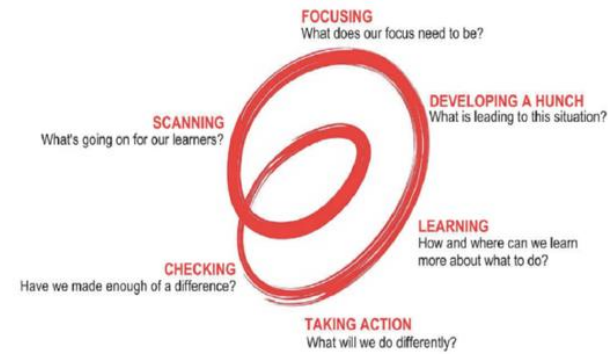 FOCUSING
What does our focus need to be?
DEVELOPING A HUNCH
What is leading to this situation?
SCANNING
What's going on for our learners?
LEARNING
How and where can we learn
more about what to do?
CHECKING
Have we made enough of a difference?
TAKING ACTION
What will we do differently?